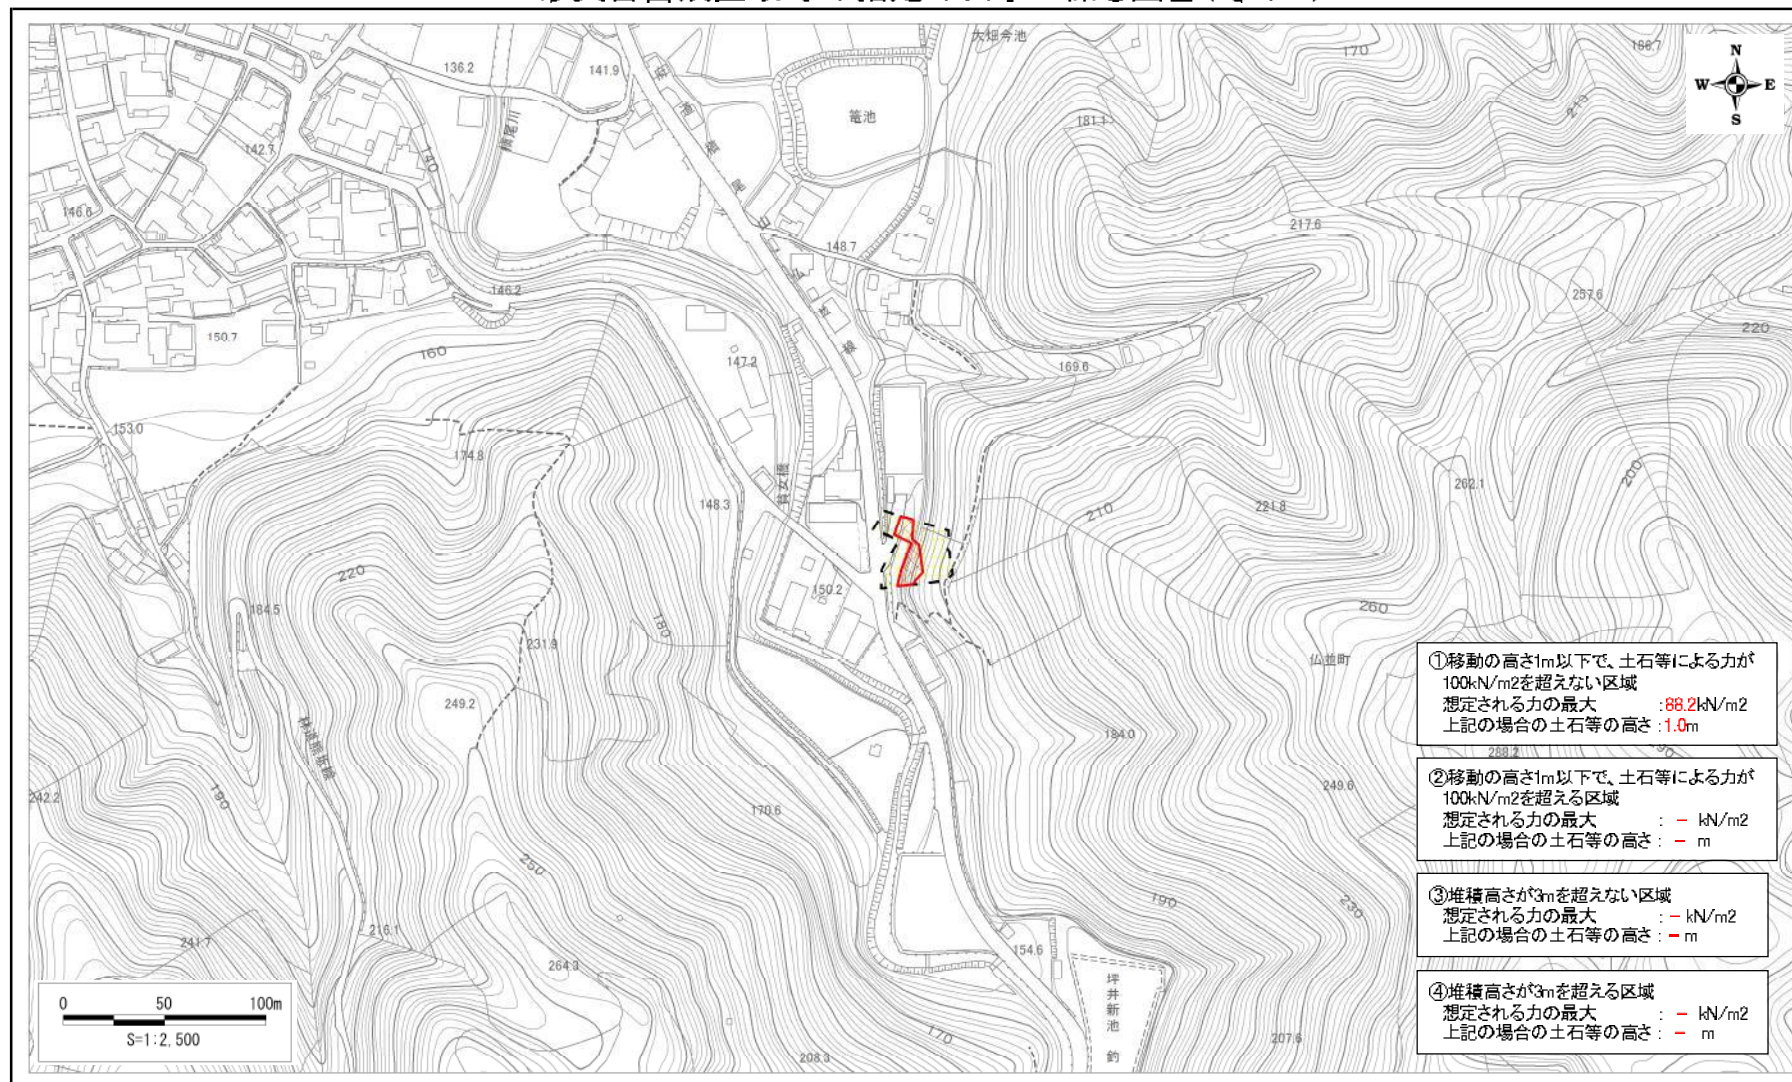 大畑今池
170
186.7
136.2
141.9
N
W
E
S
篭池
181.1
210
142.7
140
146.6
217.6
148.7
146.2
257.6
220
150.7
160
147.2
169.6
153.0
174.8
148.3
200
262.1
221.8
210
220
184.5
150.2
180
260
231.9
仏並町
249.2
184.0
190
288.2
249.6
242.2
190
170.6
250
190
230
241.7
216.1
264.3
154.6
坪井新池
釣
170
208.3
207.6
0 50 100m
S=1:2,500
①移動の高さ1m以下で、土石等による力が
100kN/m2を超えない区域
想定される力の最大 :88.2kN/m2
上記の場合の土石等の高さ:1.0m
②移動の高さ1m以下で、土石等による力が
100kN/m2を超える区域
想定される力の最大 : − kN/m2
上記の場合の土石等の高さ: − m
③堆積高さが3mを超えない区域
想定される力の最大 : − kN/m2
上記の場合の土石等の高さ: − m
④堆積高さが3mを超える区域
想定される力の最大 : − kN/m2
上記の場合の土石等の高さ: − m